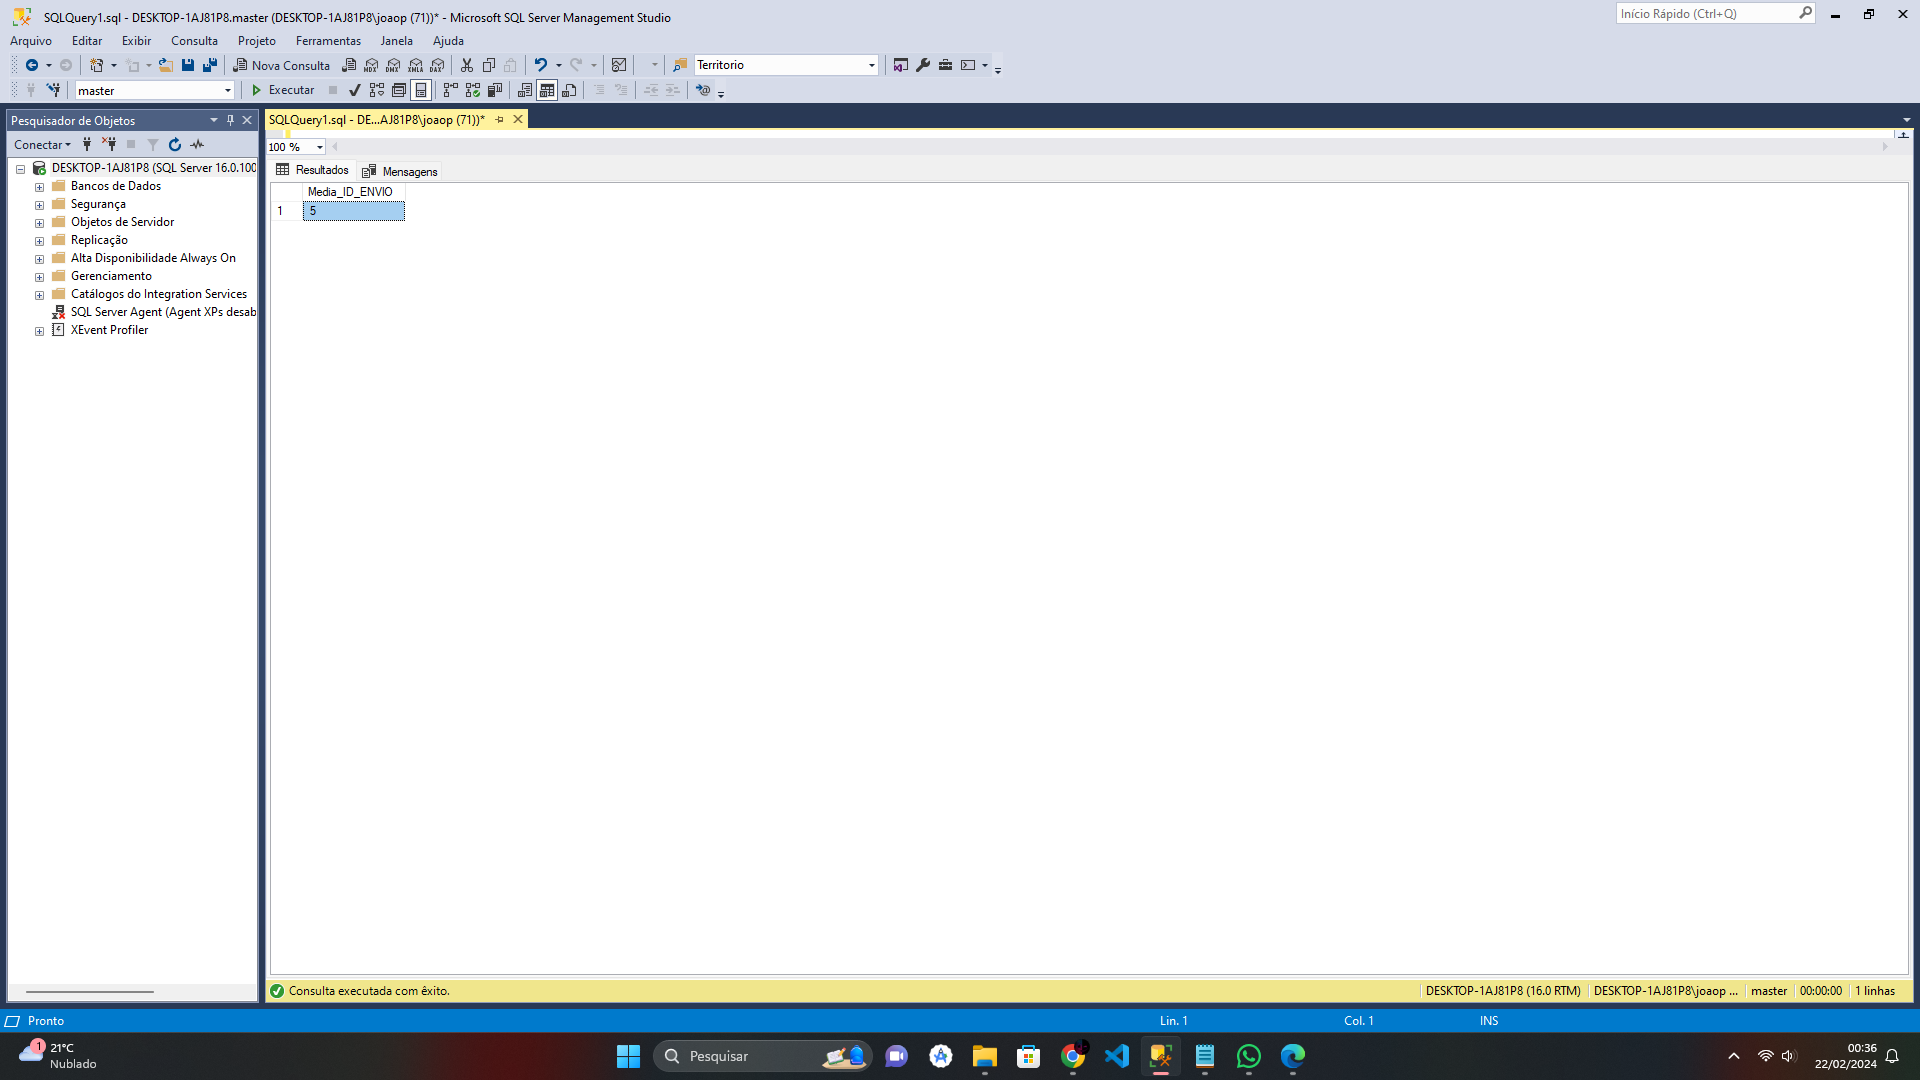 SQLQuery1.sql - DESKTOP-1AJ81P8.master (DESKTOP-1AJ81P8\joaop (71))* - Microsoft SQL Server Management Studio
Início Rápido (Ctrl+Q)
Arquivo Editar Exibir Consulta Projeto Ferramentas Janela Ajuda
Nova Consulta
MDX DMX XMLA DAX
Territorio
master
Executar
Pesquisador de Objetos
SQLQuery1.sql - DE...AJ81P8\joaop (71))*
Conectar
100 %
DESKTOP-1AJ81P8 (SQL Server 16.0.100
Bancos de Dados
Segurança
Objetos de Servidor
Replicação
Alta Disponibilidade Always On
Gerenciamento
Catálogos do Integration Services
SQL Server Agent (Agent XPs desab
XEvent Profiler
Resultados Mensagens
Media_ID_ENVIO
1 5
Consulta executada com êxito.
DESKTOP-1AJ81P8 (16.0 RTM) DESKTOP-1AJ81P8\joaop ... master 00:00:00 1 linhas
Pronto
Lin. 1 Col. 1 INS
1
21°C
Nublado
Pesquisar
00:36
22/02/2024